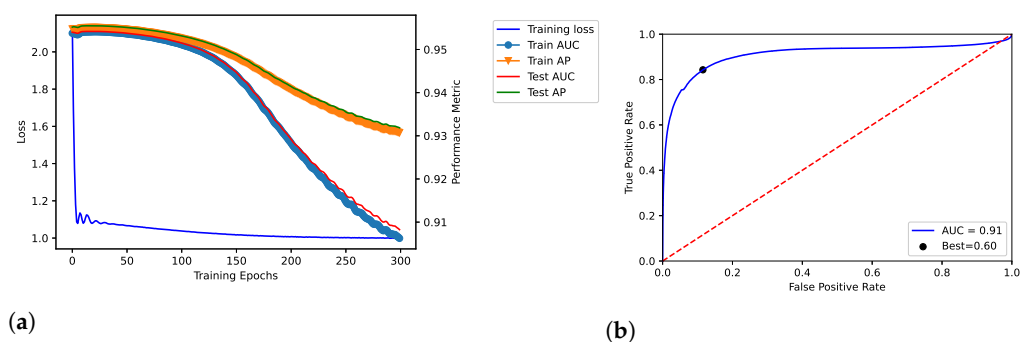 2.0
1.8
1.6
1.4
1.2
1.0
Loss
0 50 100 150 200 250 300
Training Epochs
0.95
0.94
0.93
0.92
0.91
Performance Metric
Training loss
Train AUC
Train AP
Test AUC
Test AP
(a)
1.0
0.8
0.6
0.4
0.2
0.0
True Positive Rate
0.0 0.2 0.4 0.6 0.8 1.0
False Positive Rate
AUC = 0.91
Best=0.60
(b)